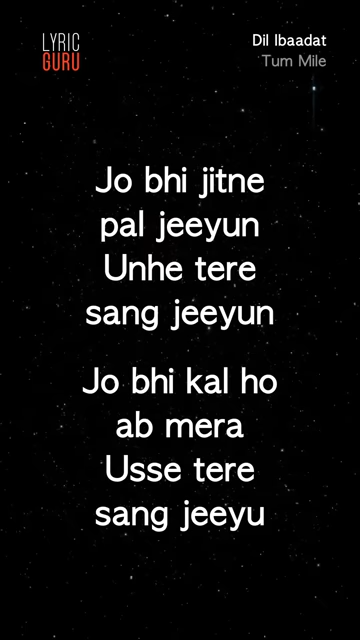 LYRIC
GURU
Dil Ibaadat
Tum Mile
Jo bhi jitne
pal jeeyun
Unhe tere
sang jeeyun
Jo bhi kal ho
ab mera
Usse tere
sang jeeyu